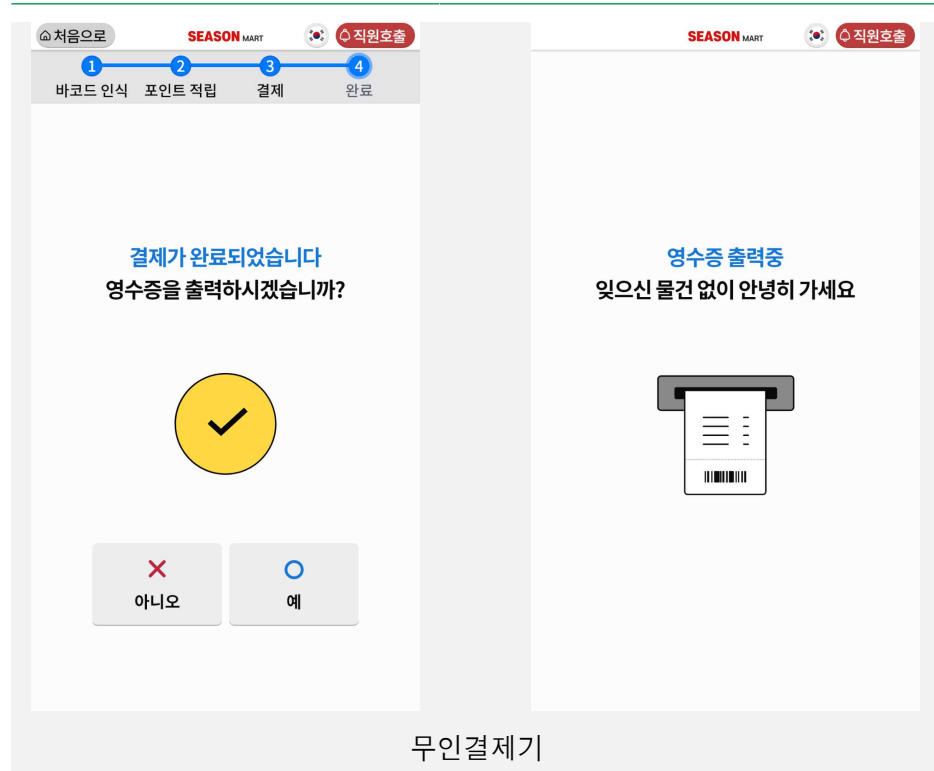 처음으로
SEASON MART
직원호출
1 2 3 4
바코드 인식 포인트 적립 결제 완료
결제가 완료되었습니다
영수증을 출력하시겠습니까?
아니오
예
SEASON MART
직원호출
영수증 출력중
잊으신 물건 없이 안녕히 가세요
무인결제기